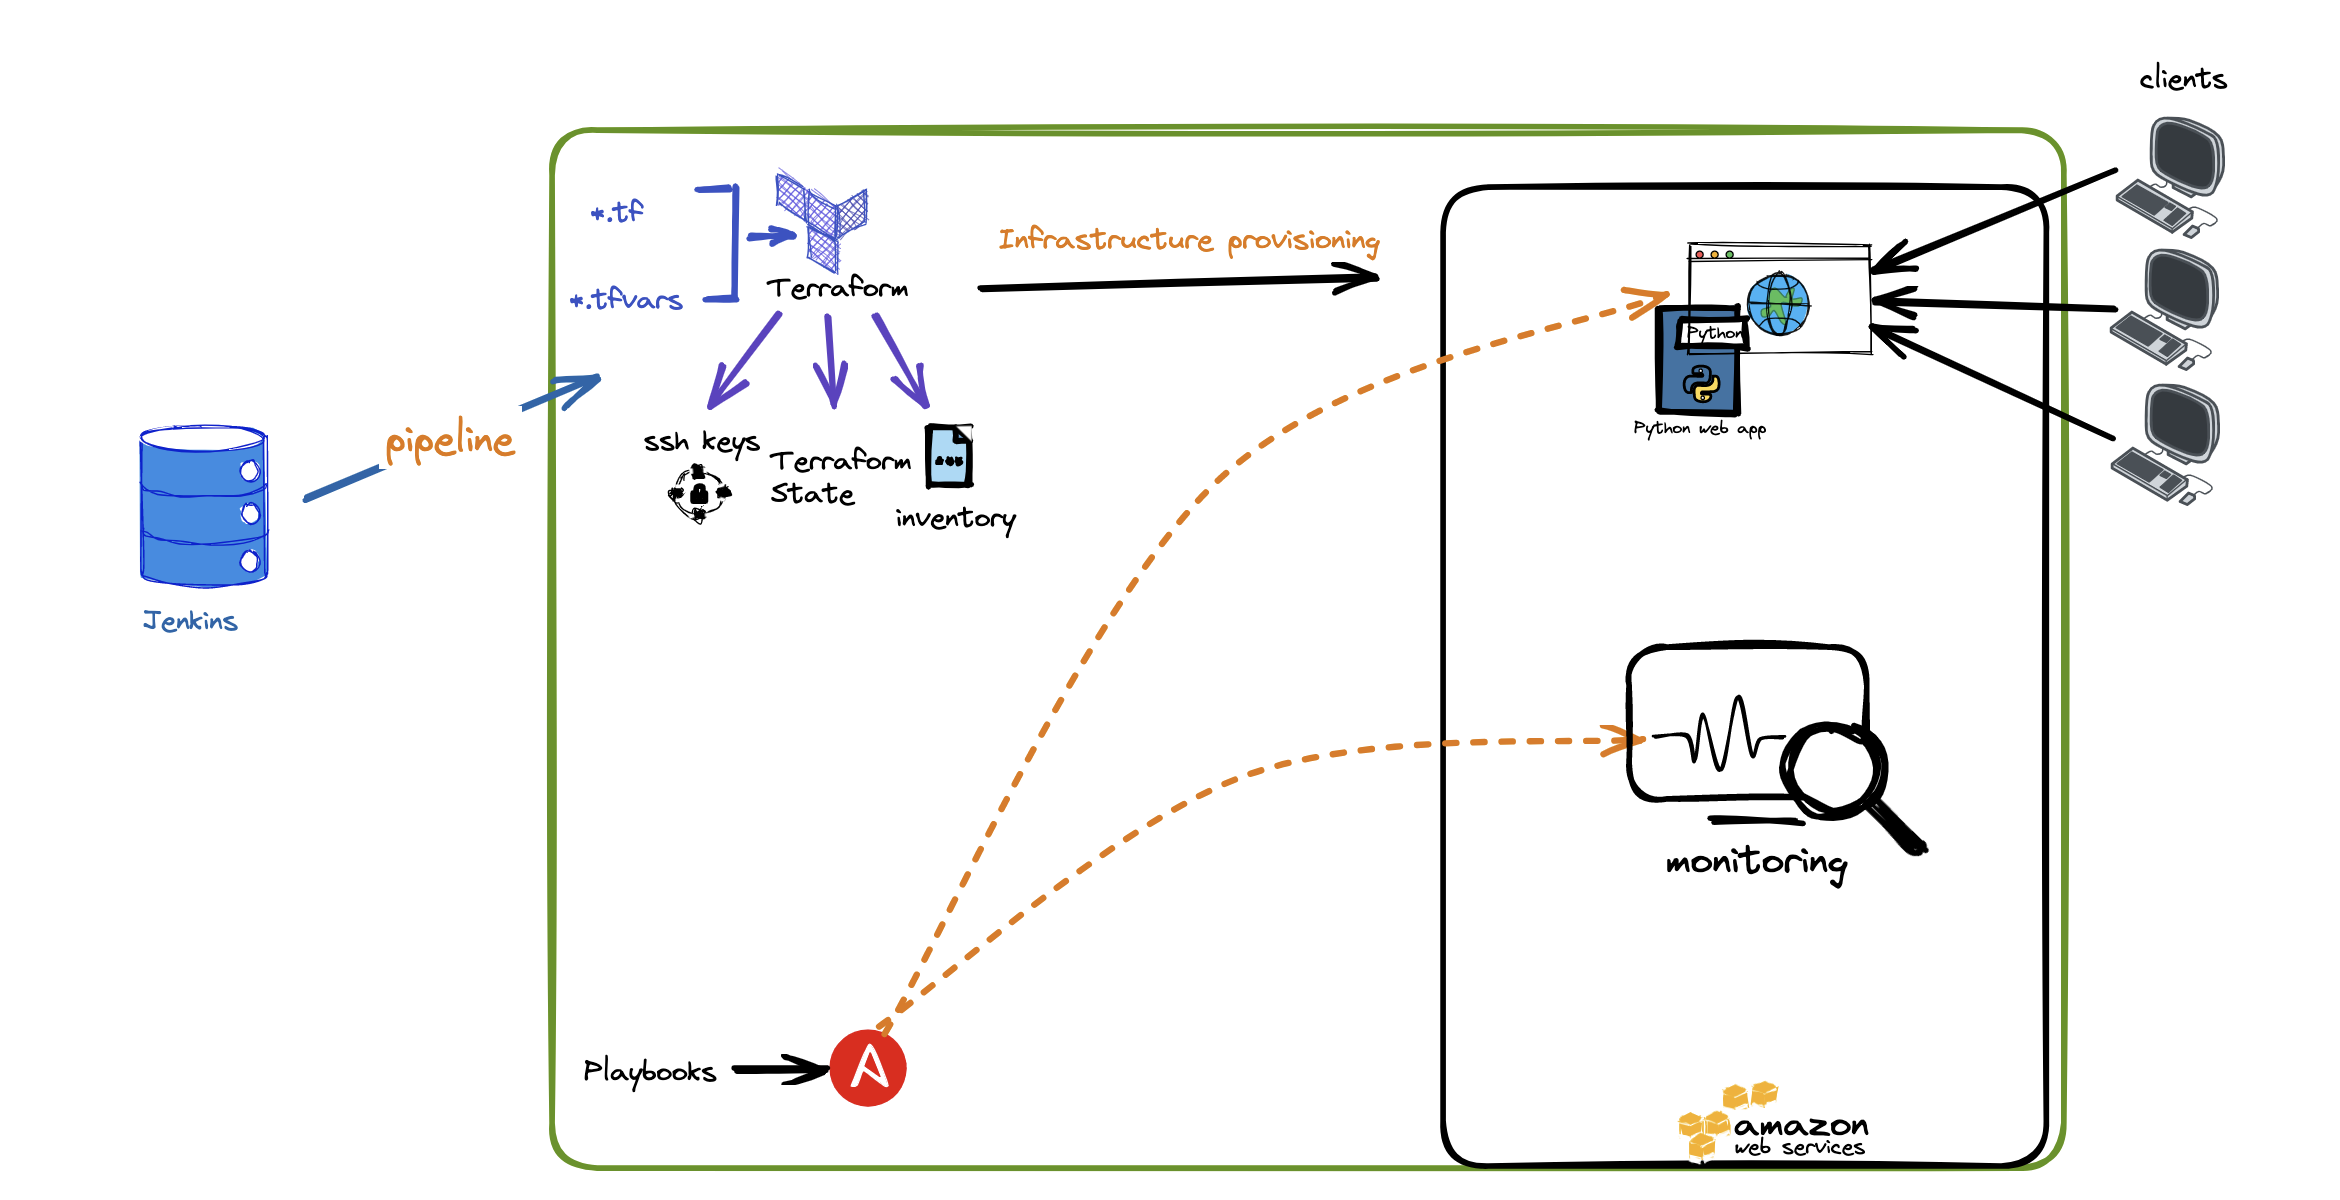 clients
*.tf
*.tfvars
Terraform
Infrastructure provisioning
Python
Python web app
pipeline
ssh keys
Terraform
State
inventory
Jenkins
monitoring
Playbooks
A
amazon
web services